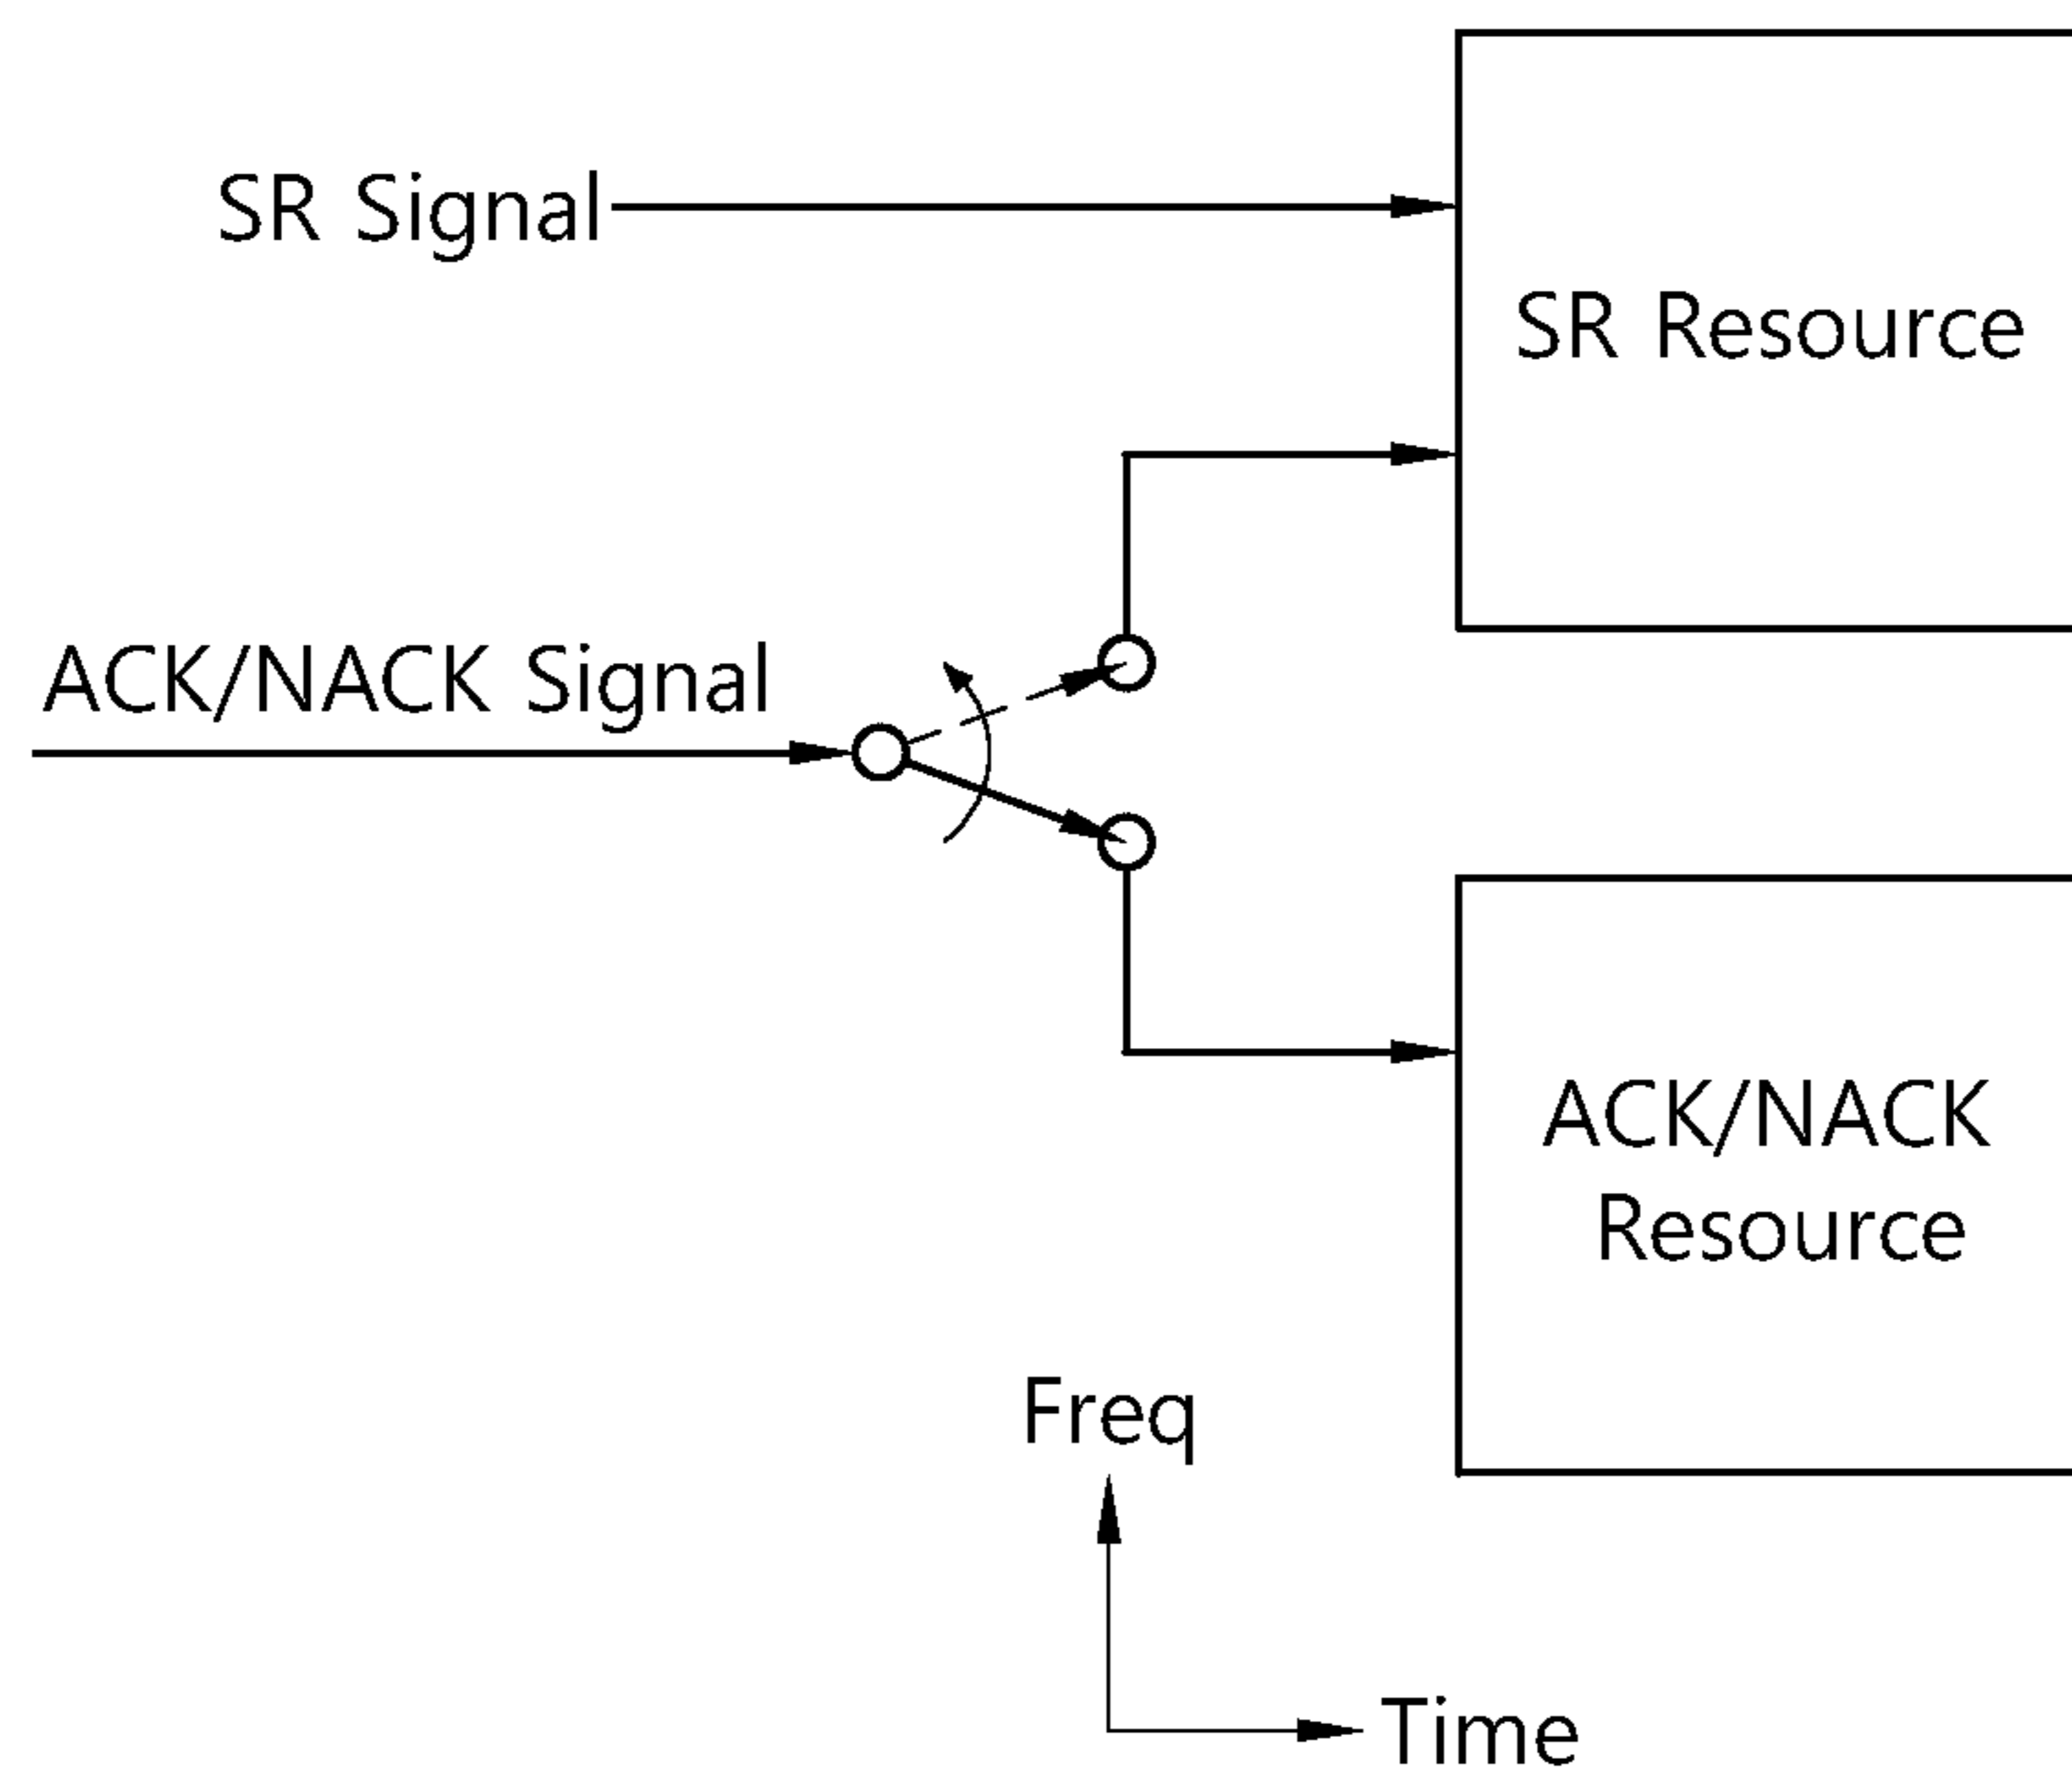 SR Signal
SR Resource
ACK/NACK Signal
ACK/NACK
Resource
Freq
Time